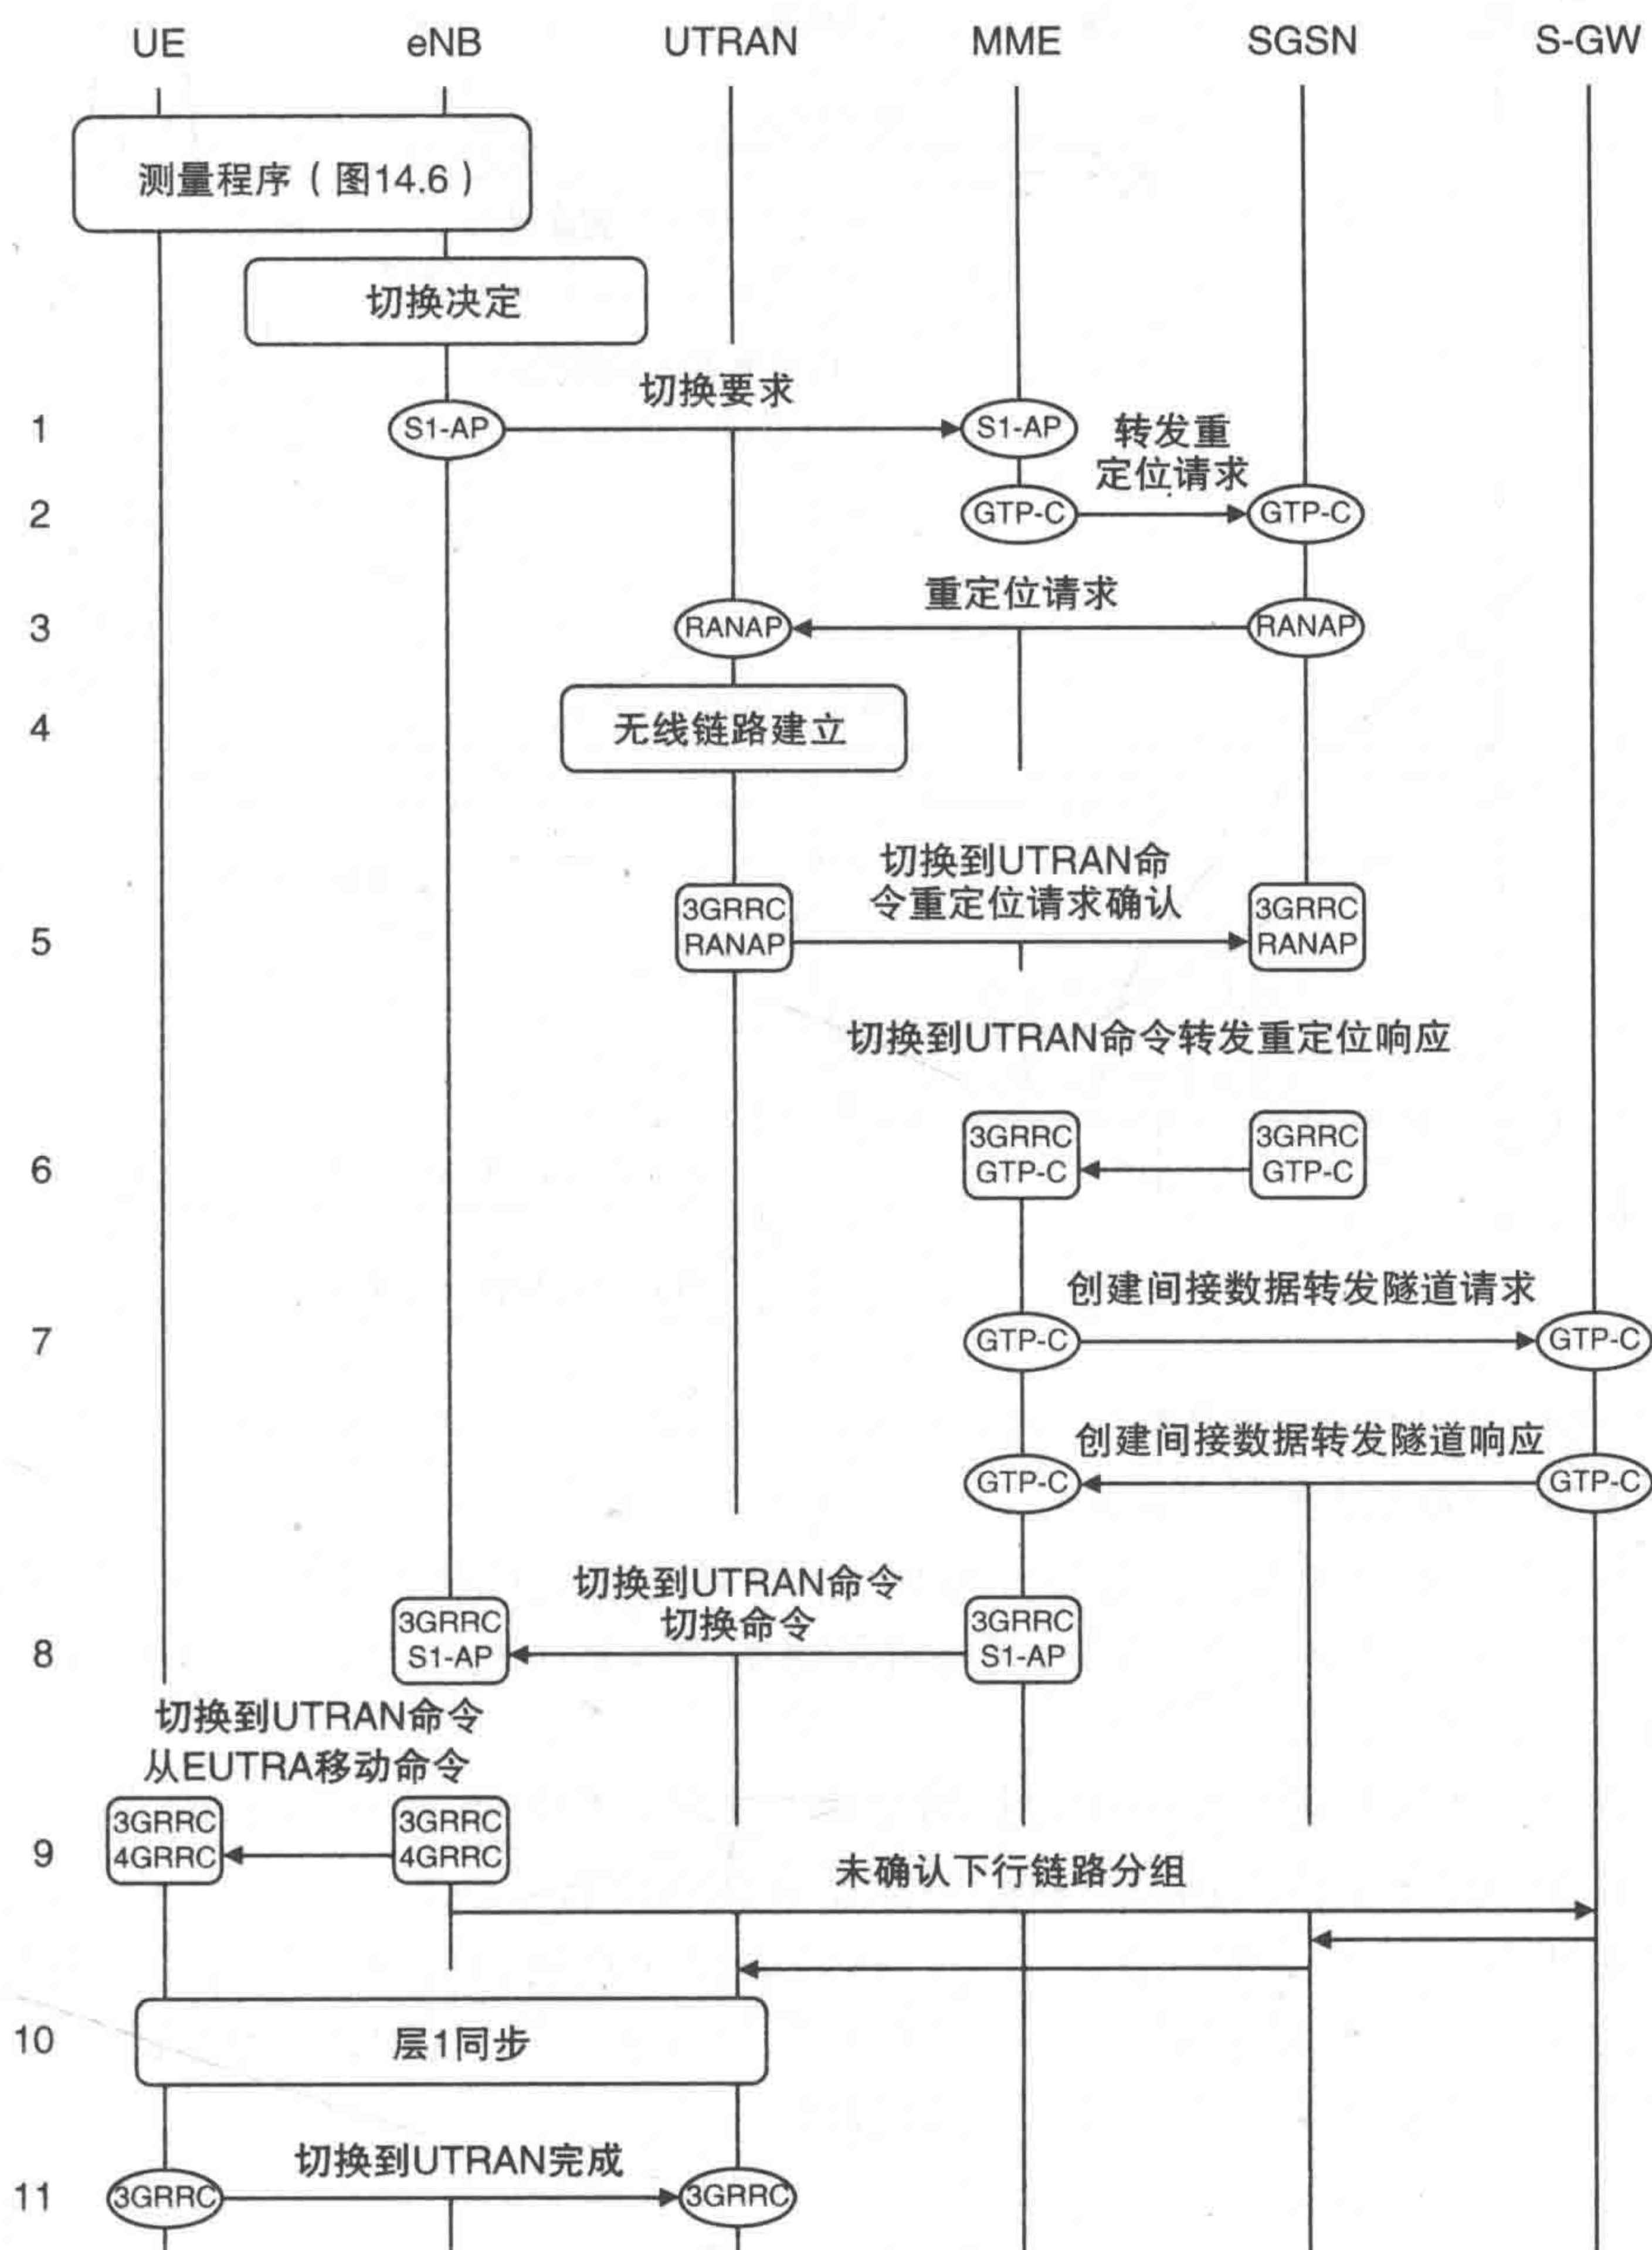 UE eNB UTRAN MME SGSN S-GW
测量程序（图14.6）
切换决定
切换要求
1 S1-AP S1-AP
转发重
定位请求
2 GTP-C GTP-C
重定位请求
3 RANAP RANAP
4 无线链路建立
切换到UTRAN命
令重定位请求确认
3GRRC 3GRRC
5 RANAP RANAP
切换到UTRAN命令转发重定位响应
3GRRC 3GRRC
6 GTP-C GTP-C
创建间接数据转发隧道请求
7 GTP-C GTP-C
创建间接数据转发隧道响应
GTP-C GTP-C
切换到UTRAN命令
切换命令
3GRRC 3GRRC
8 S1-AP S1-AP
切换到UTRAN命令
从EUTRA移动命令
3GRRC 3GRRC
9 4GRRC 4GRRC
未确认下行链路分组
10 层1同步
切换到UTRAN完成
11 3GRRC 3GRRC